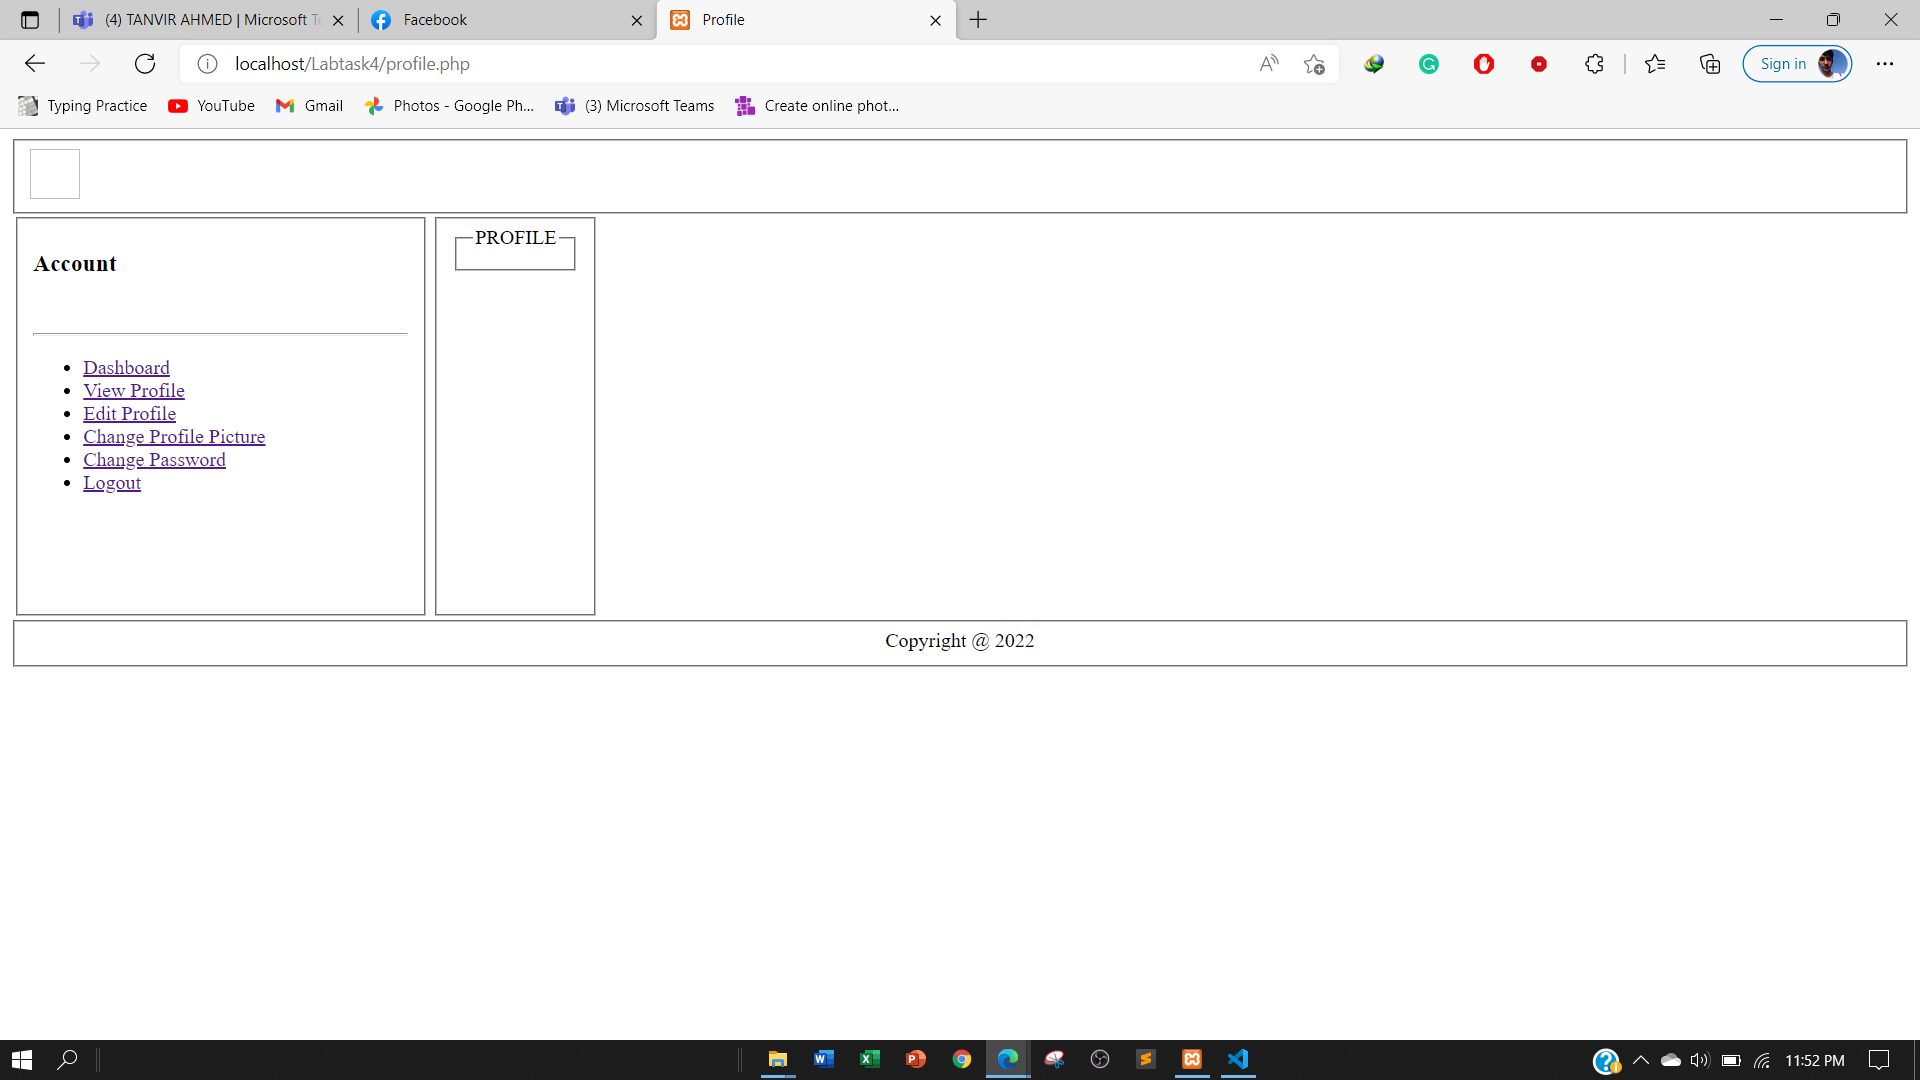 (4) TANVIR AHMED | Microsoft Te
Facebook
Profile
localhost/Labtask4/profile.php
Sign in
Typing Practice
YouTube
Gmail
Photos - Google Ph...
(3) Microsoft Teams
Create online phot...
Account
Dashboard
View Profile
Edit Profile
Change Profile Picture
Change Password
Logout
PROFILE
Copyright @ 2022
11:52 PM